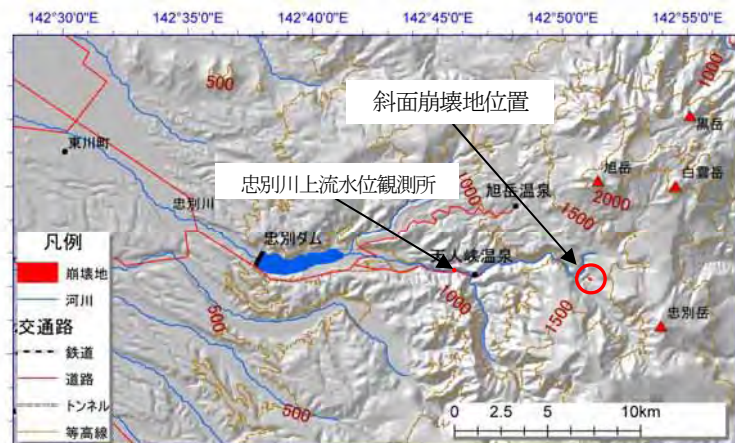 142°30'0"E 142°35'0"E 142°40'0"E 142°45'0"E 142°50'0"E 142°55'0"E
500
1000
斜面崩壊地位置
黒岳
東川町
忠別川上流水位観測所
1000
旭岳温泉
旭岳
2000
白雲岳
1500
忠別川
忠別ダム
天人峡温泉
1000
1500
忠別岳
500
500
凡例
崩壊地
河川
交通路
鉄道
道路
トンネル
等高線
0 2.5 5 10km